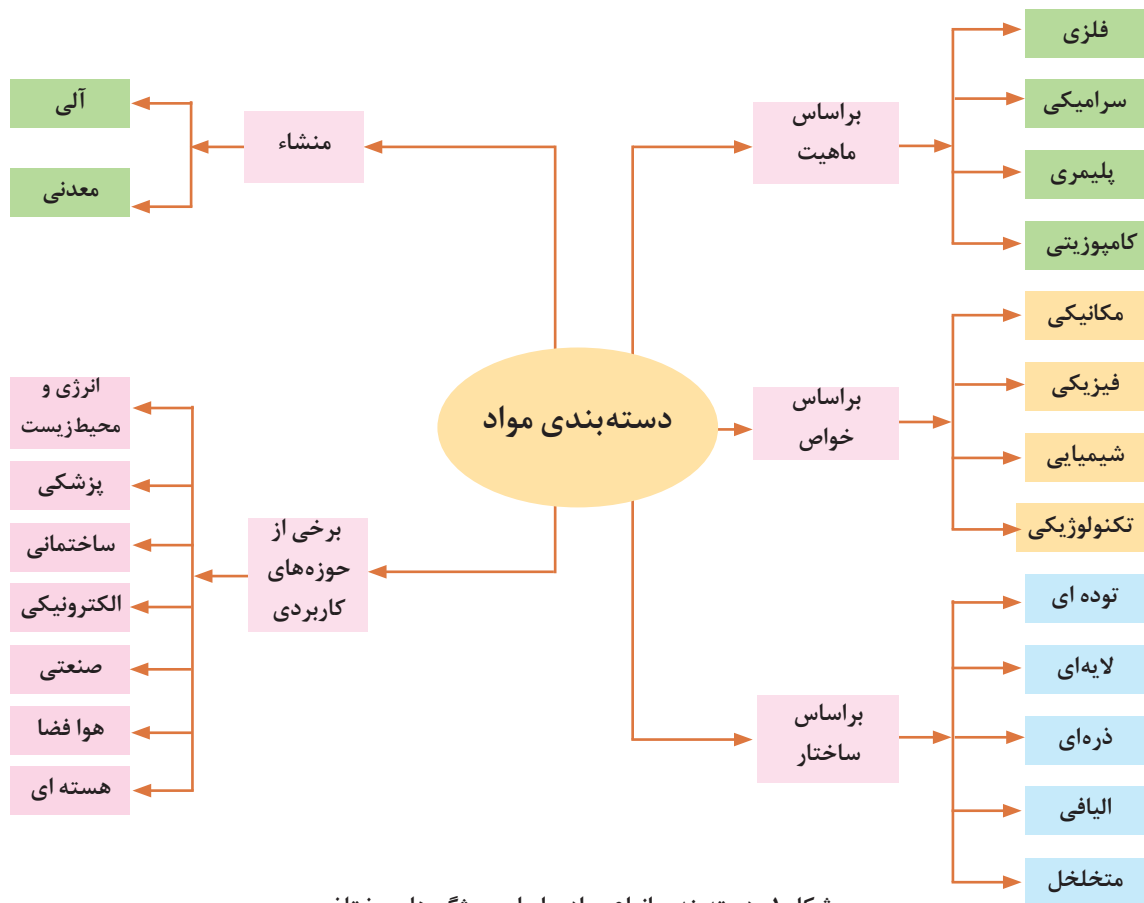 دسته‌بندی مواد
براساس
ماهیت
فلزی
سرامیکی
پلیمری
کامپوزیتی
براساس
خواص
مکانیکی
فیزیکی
شیمیایی
تکنولوژیکی
براساس
ساختار
توده ای
لایه‌ای
ذره‌ای
الیافی
متخلخل
منشاء
آلی
معدنی
برخی از
حوزه‌های
کاربردی
انرژی و
محیط‌زیست
پزشکی
ساختمانی
الکترونیکی
صنعتی
هوا فضا
هسته ای